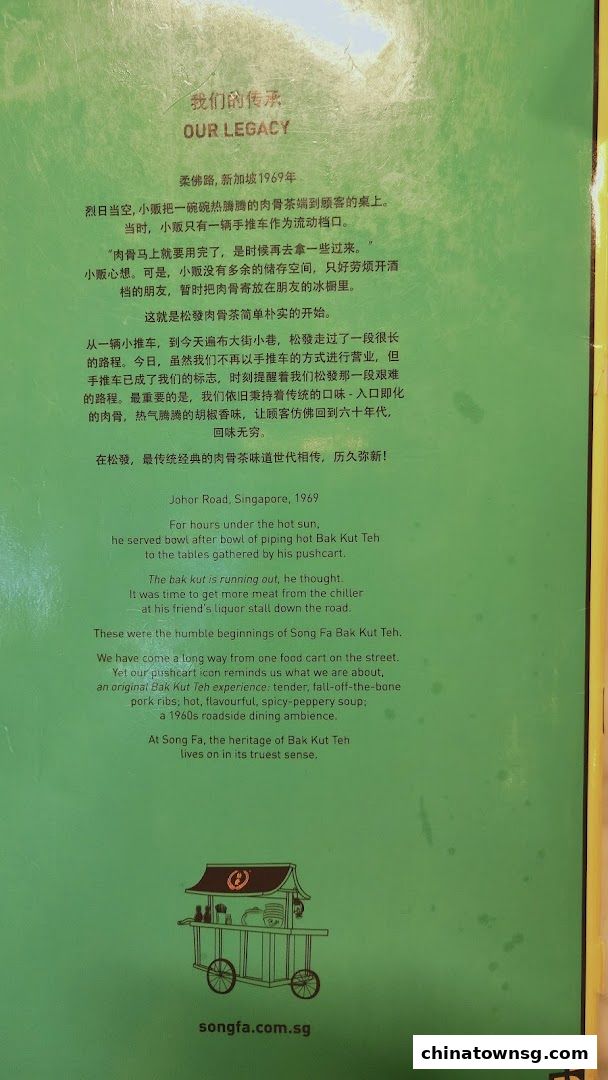 我们的传承
OUR LEGACY
柔佛路, 新加坡1969年
烈日当空, 小贩把一碗碗热腾腾的肉骨茶端到顾客的桌上。
当时，小贩只有一辆手推车作为流动档口。
“肉骨马上就要用完了，是时候再去拿一些过来。”
小贩心想。可是，小贩没有多余的储存空间，只好劳烦开酒
档的朋友，暂时把肉骨寄放在朋友的冰橱里。
这就是松發肉骨茶简单朴实的开始。
从一辆小推车，到今天遍布大街小巷，松發走过了一段很长
的路程。今日，虽然我们不再以手推车的方式进行营业，但
手推车已成了我们的标志，时刻提醒着我们松發那一段艰难
的路程。最重要的是，我们依旧秉持着传统的口味 - 入口即化
的肉骨，热气腾腾的胡椒香味，让顾客仿佛回到六十年代，
回味无穷。
在松發，最传统经典的肉骨茶味道世代相传，历久弥新！
Johor Road, Singapore, 1969
For hours under the hot sun,
he served bowl after bowl of piping hot Bak Kut Teh
to the tables gathered by his pushcart.
The bak kut is running out, he thought.
It was time to get more meat from the chiller
at his friend's liquor stall down the road.
These were the humble beginnings of Song Fa Bak Kut Teh.
We have come a long way from one food cart on the street.
Yet our pushcart icon reminds us what we are about,
an original Bak Kut Teh experience: tender, fall-off-the-bone
pork ribs; hot, flavourful, spicy-peppery soup;
a 1960s roadside dining ambience.
At Song Fa, the heritage of Bak Kut Teh
lives on in its truest sense.
songfa.com.sg
chinatownsg.com